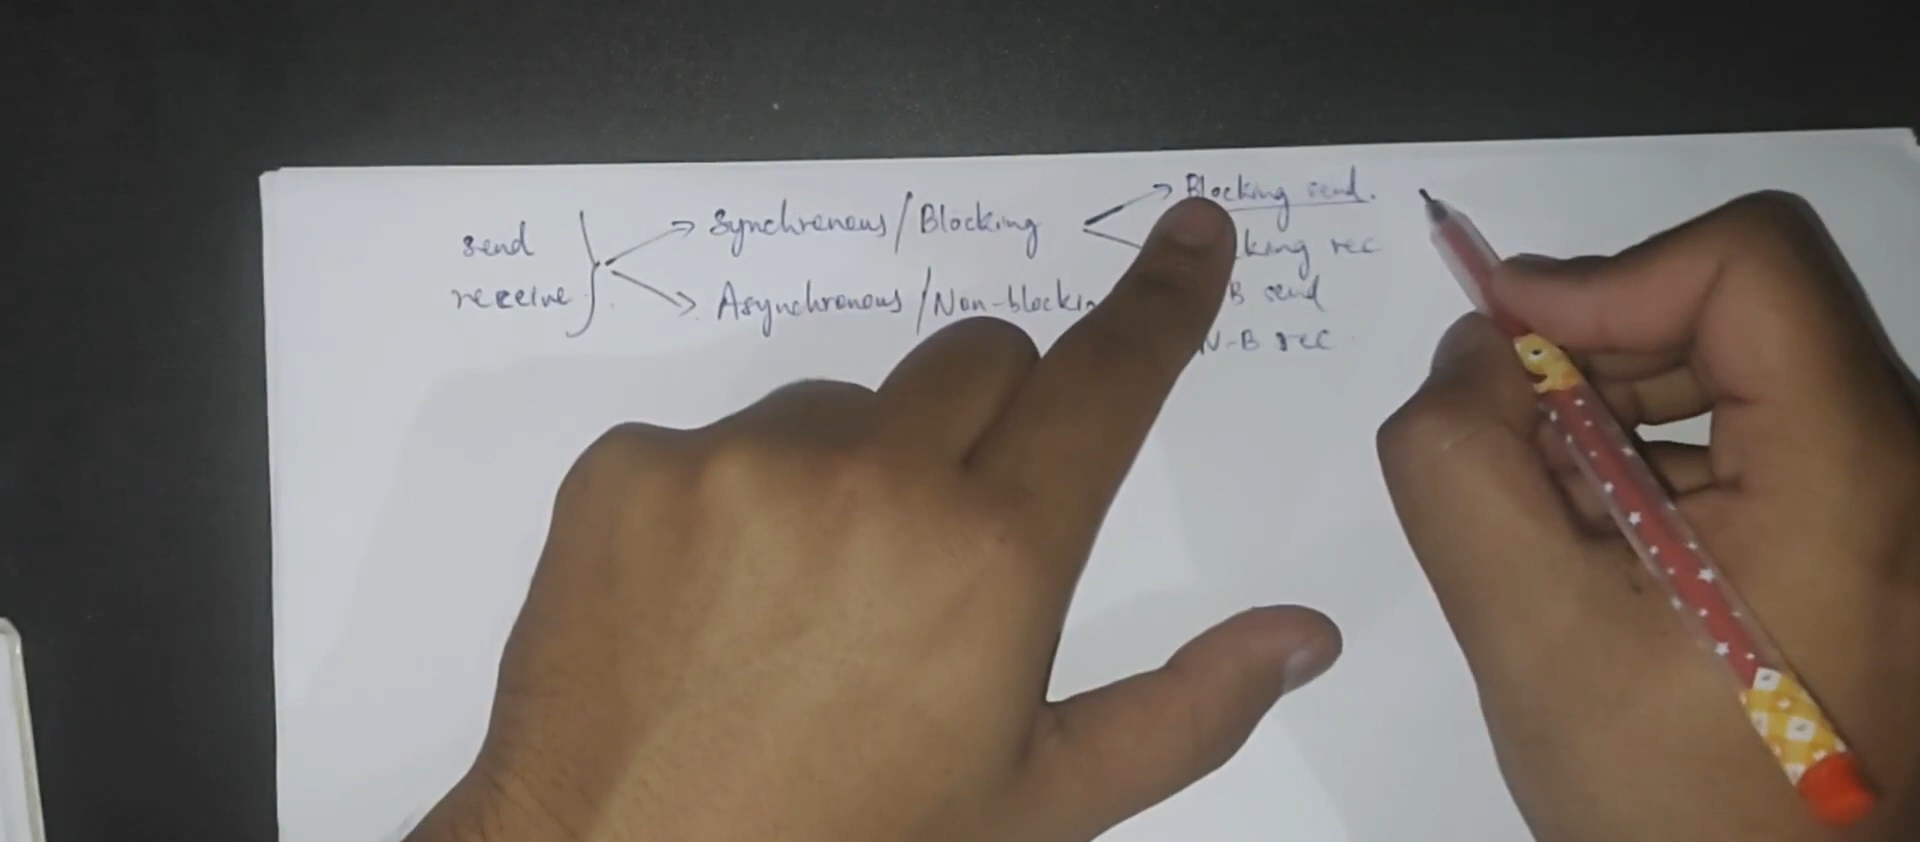 send
receive
Synchronous / Blocking
Asynchronous / Non-blockin
Blocking send.
king rec
B send
N-B rec